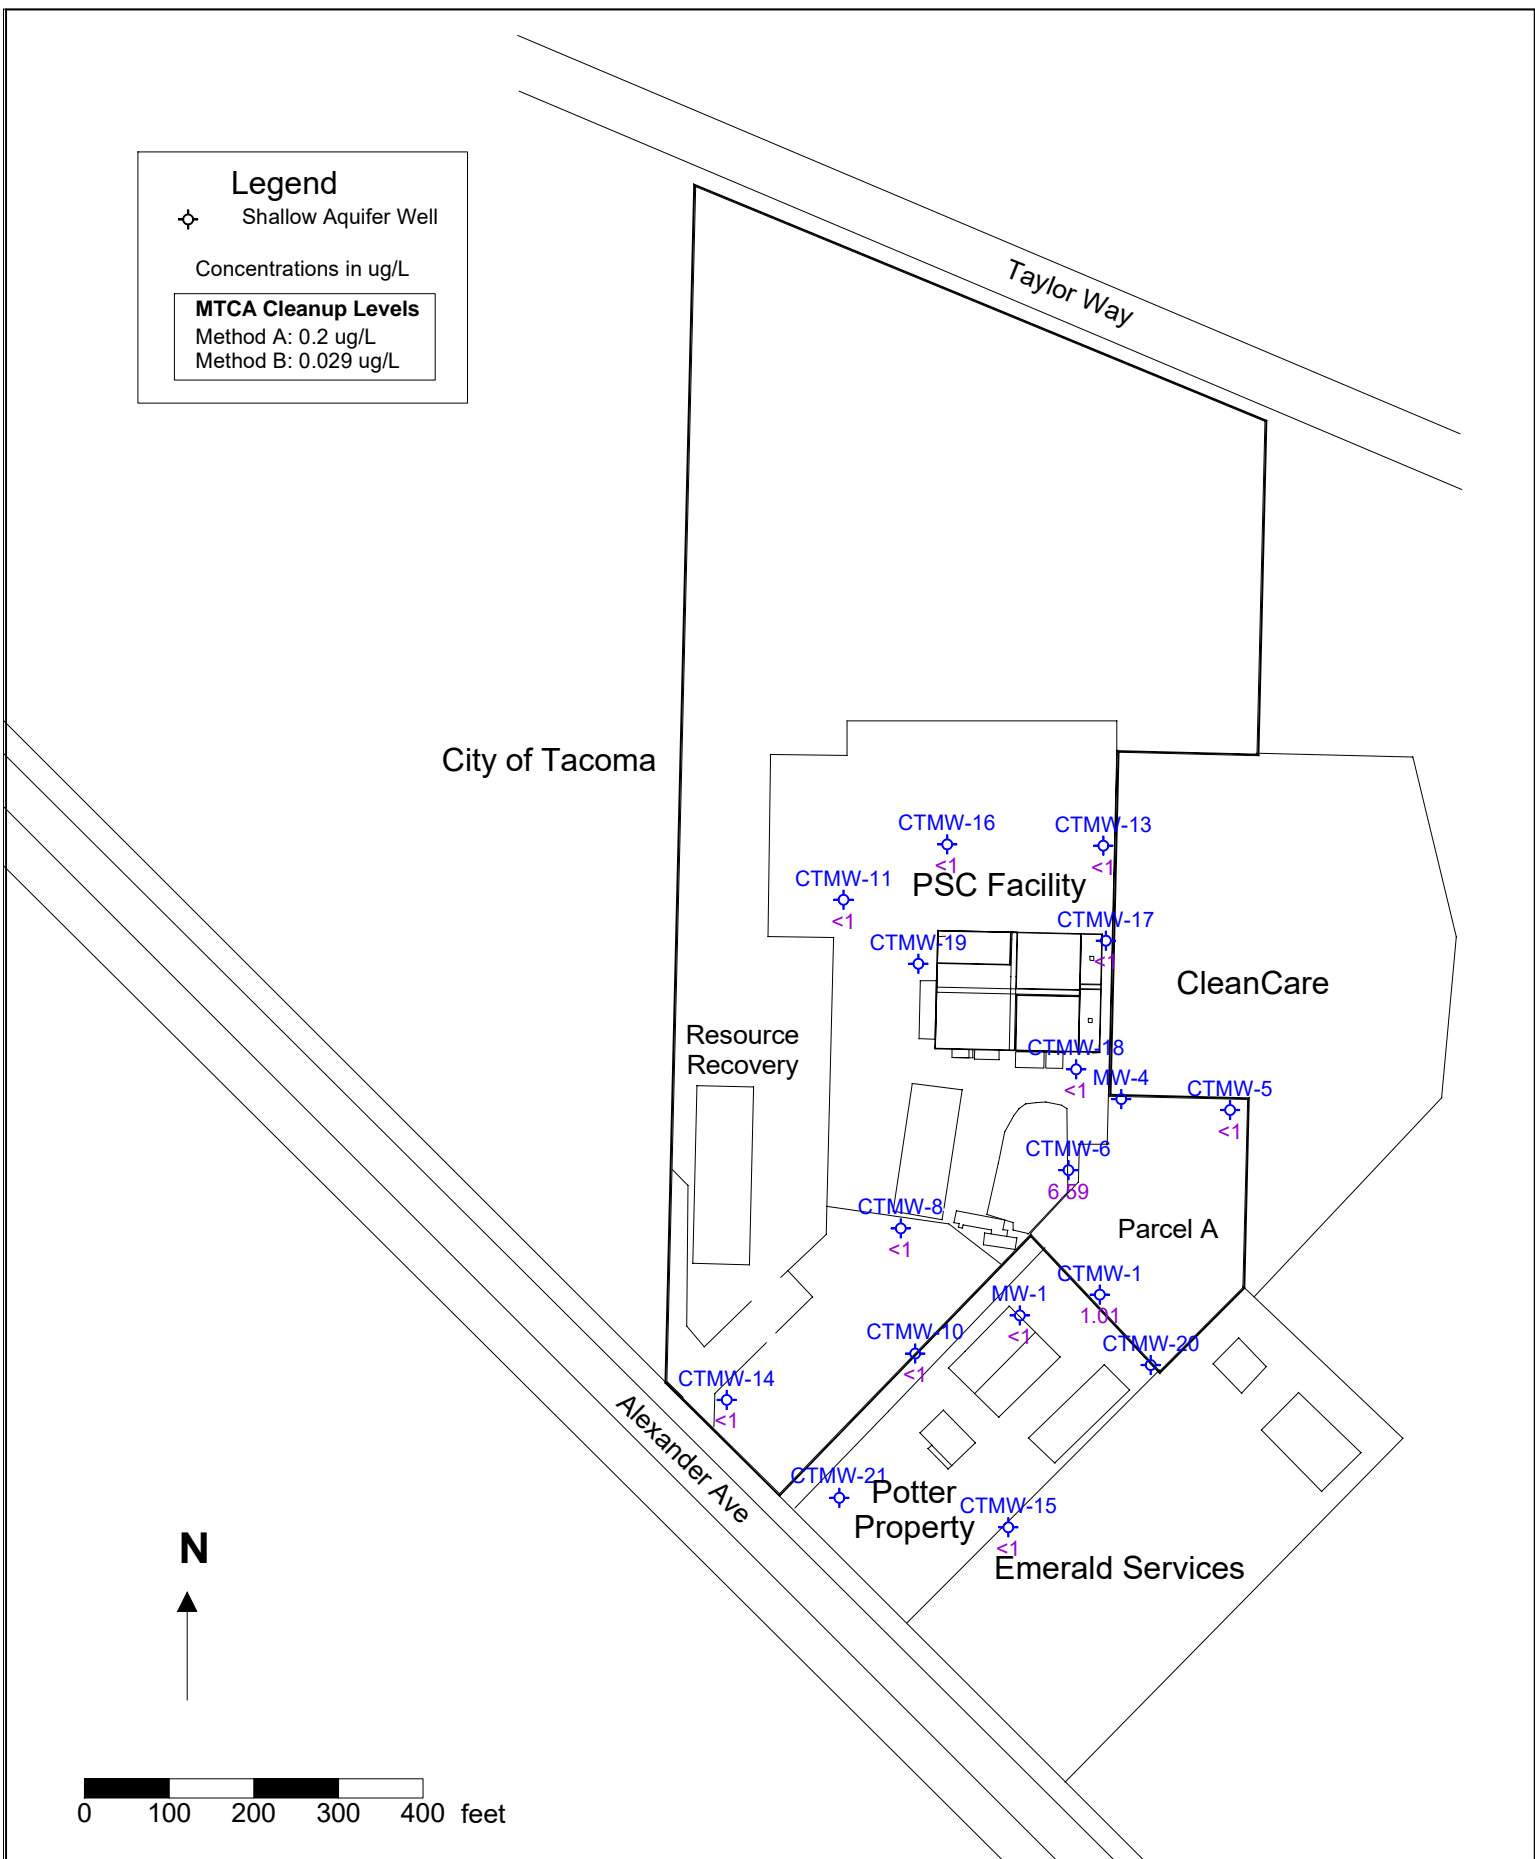 Legend
Shallow Aquifer Well
Concentrations in ug/L
MTCA Cleanup Levels
Method A: 0.2 ug/L
Method B: 0.029 ug/L
Taylor Way
City of Tacoma
CTMW-16
<1
CTMW-13
<1
CTMW-11
<1
PSC Facility
CTMW-17
<1
CTMW-19
CleanCare
Resource
Recovery
CTMW-18
<1
MW-4
CTMW-5
<1
CTMW-6
6.59
CTMW-8
<1
Parcel A
CTMW-1
1.01
MW-1
<1
CTMW-10
<1
CTMW-20
CTMW-14
<1
Alexander Ave
CTMW-21
Potter
Property
CTMW-15
<1
Emerald Services
N
0 100 200 300 400 feet